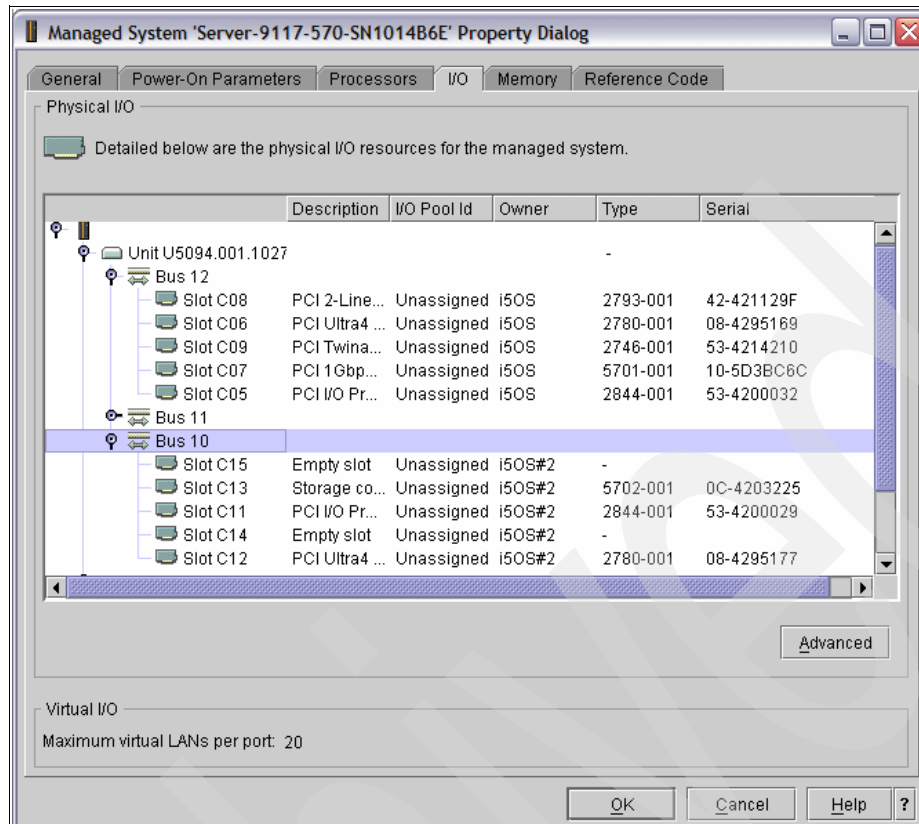 Managed System 'Server-9117-570-SN1014B6E' Property Dialog
General Power-On Parameters Processors I/O Memory Reference Code
Physical I/O
Detailed below are the physical I/O resources for the managed system.
Description I/O Pool Id Owner Type Serial
Unit U5094.001.1027 -
Bus 12
Slot C08 PCI 2-Line... Unassigned i5OS 2793-001 42-421129F
Slot C06 PCI Ultra4 ... Unassigned i5OS 2780-001 08-4295169
Slot C09 PCI Twina... Unassigned i5OS 2746-001 53-4214210
Slot C07 PCI 1Gbp... Unassigned i5OS 5701-001 10-5D3BC6C
Slot C05 PCI I/O Pr... Unassigned i5OS 2844-001 53-4200032
Bus 11
Bus 10
Slot C15 Empty slot Unassigned i5OS#2 -
Slot C13 Storage co... Unassigned i5OS#2 5702-001 0C-4203225
Slot C11 PCI I/O Pr... Unassigned i5OS#2 2844-001 53-4200029
Slot C14 Empty slot Unassigned i5OS#2 -
Slot C12 PCI Ultra4 ... Unassigned i5OS#2 2780-001 08-4295177
Advanced
Virtual I/O
Maximum virtual LANs per port: 20
OK Cancel Help ?